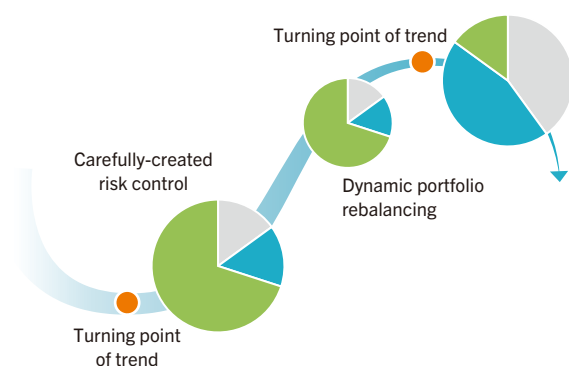 Turning point of trend
Carefully-created
risk control
Dynamic portfolio
rebalancing
Turning point
of trend